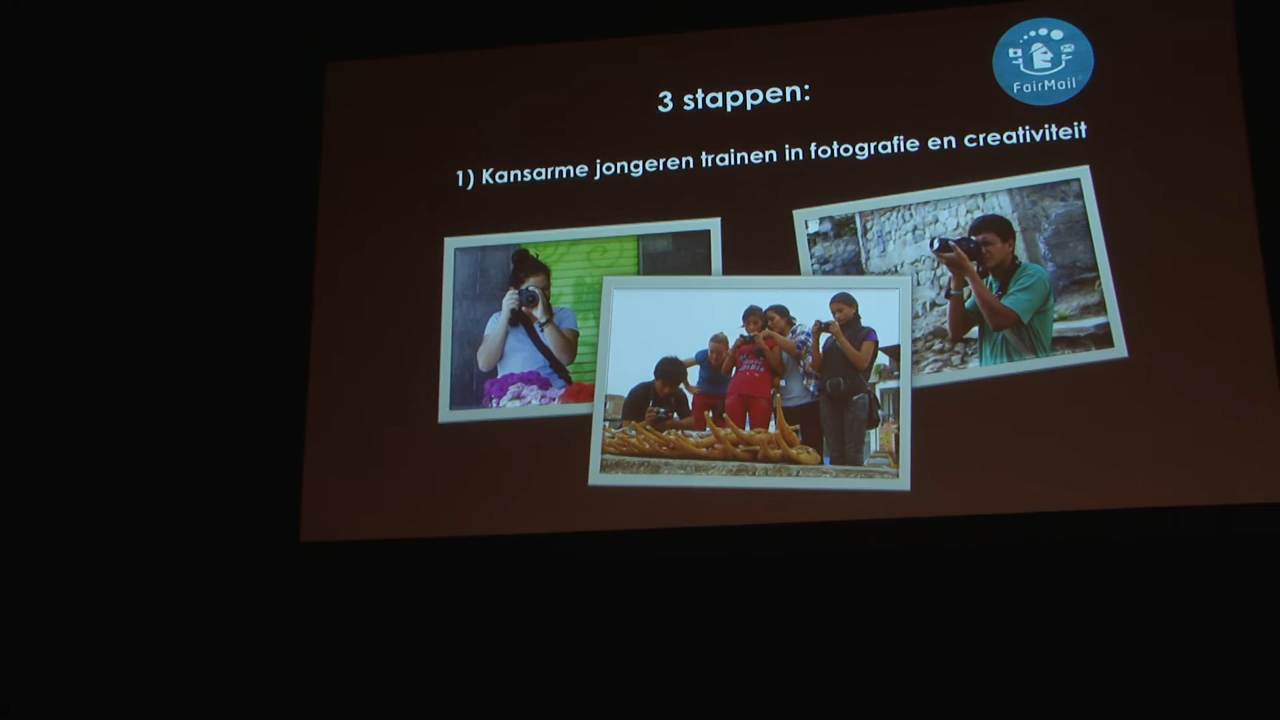 FairMail
3 stappen:
1) Kansarme jongeren trainen in fotografie en creativiteit